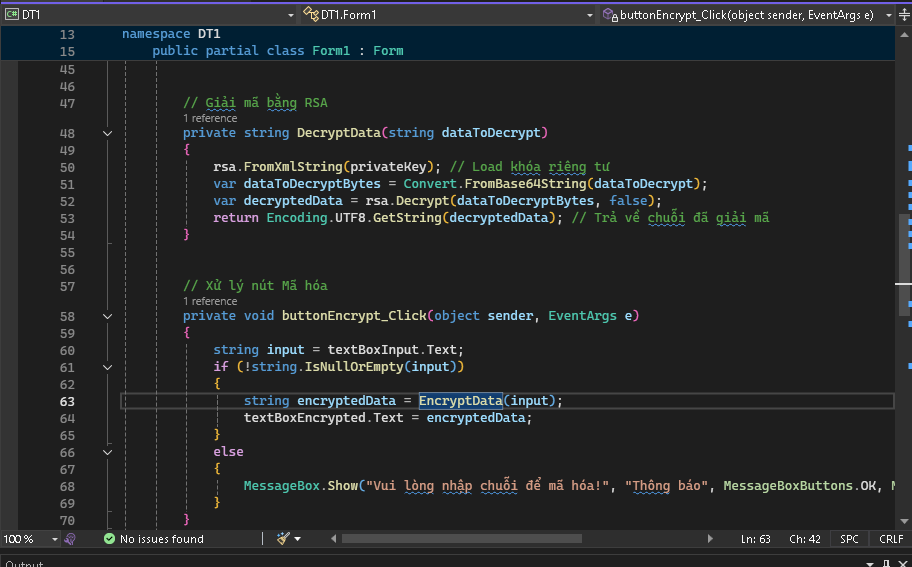 DT1
DT1.Form1
buttonEncrypt_Click(object sender, EventArgs e)
13 namespace DT1
15 public partial class Form1 : Form
45
46
47 // Giải mã bằng RSA
1 reference
48 private string DecryptData(string dataToDecrypt)
49 {
50 rsa.FromXmlString(privateKey); // Load khóa riêng tư
51 var dataToDecryptBytes = Convert.FromBase64String(dataToDecrypt);
52 var decryptedData = rsa.Decrypt(dataToDecryptBytes, false);
53 return Encoding.UTF8.GetString(decryptedData); // Trả về chuỗi đã giải mã
54 }
55
56
57 // Xử lý nút Mã hóa
1 reference
58 private void buttonEncrypt_Click(object sender, EventArgs e)
59 {
60 string input = textBoxInput.Text;
61 if (!string.IsNullOrEmpty(input))
62 {
63 string encryptedData = EncryptData(input);
64 textBoxEncrypted.Text = encryptedData;
65 }
66 else
67 {
68 MessageBox.Show("Vui lòng nhập chuỗi để mã hóa!", "Thông báo", MessageBoxButtons.OK,
69 }
70 }
100 % No issues found Ln: 63 Ch: 42 SPC CRLF
Output